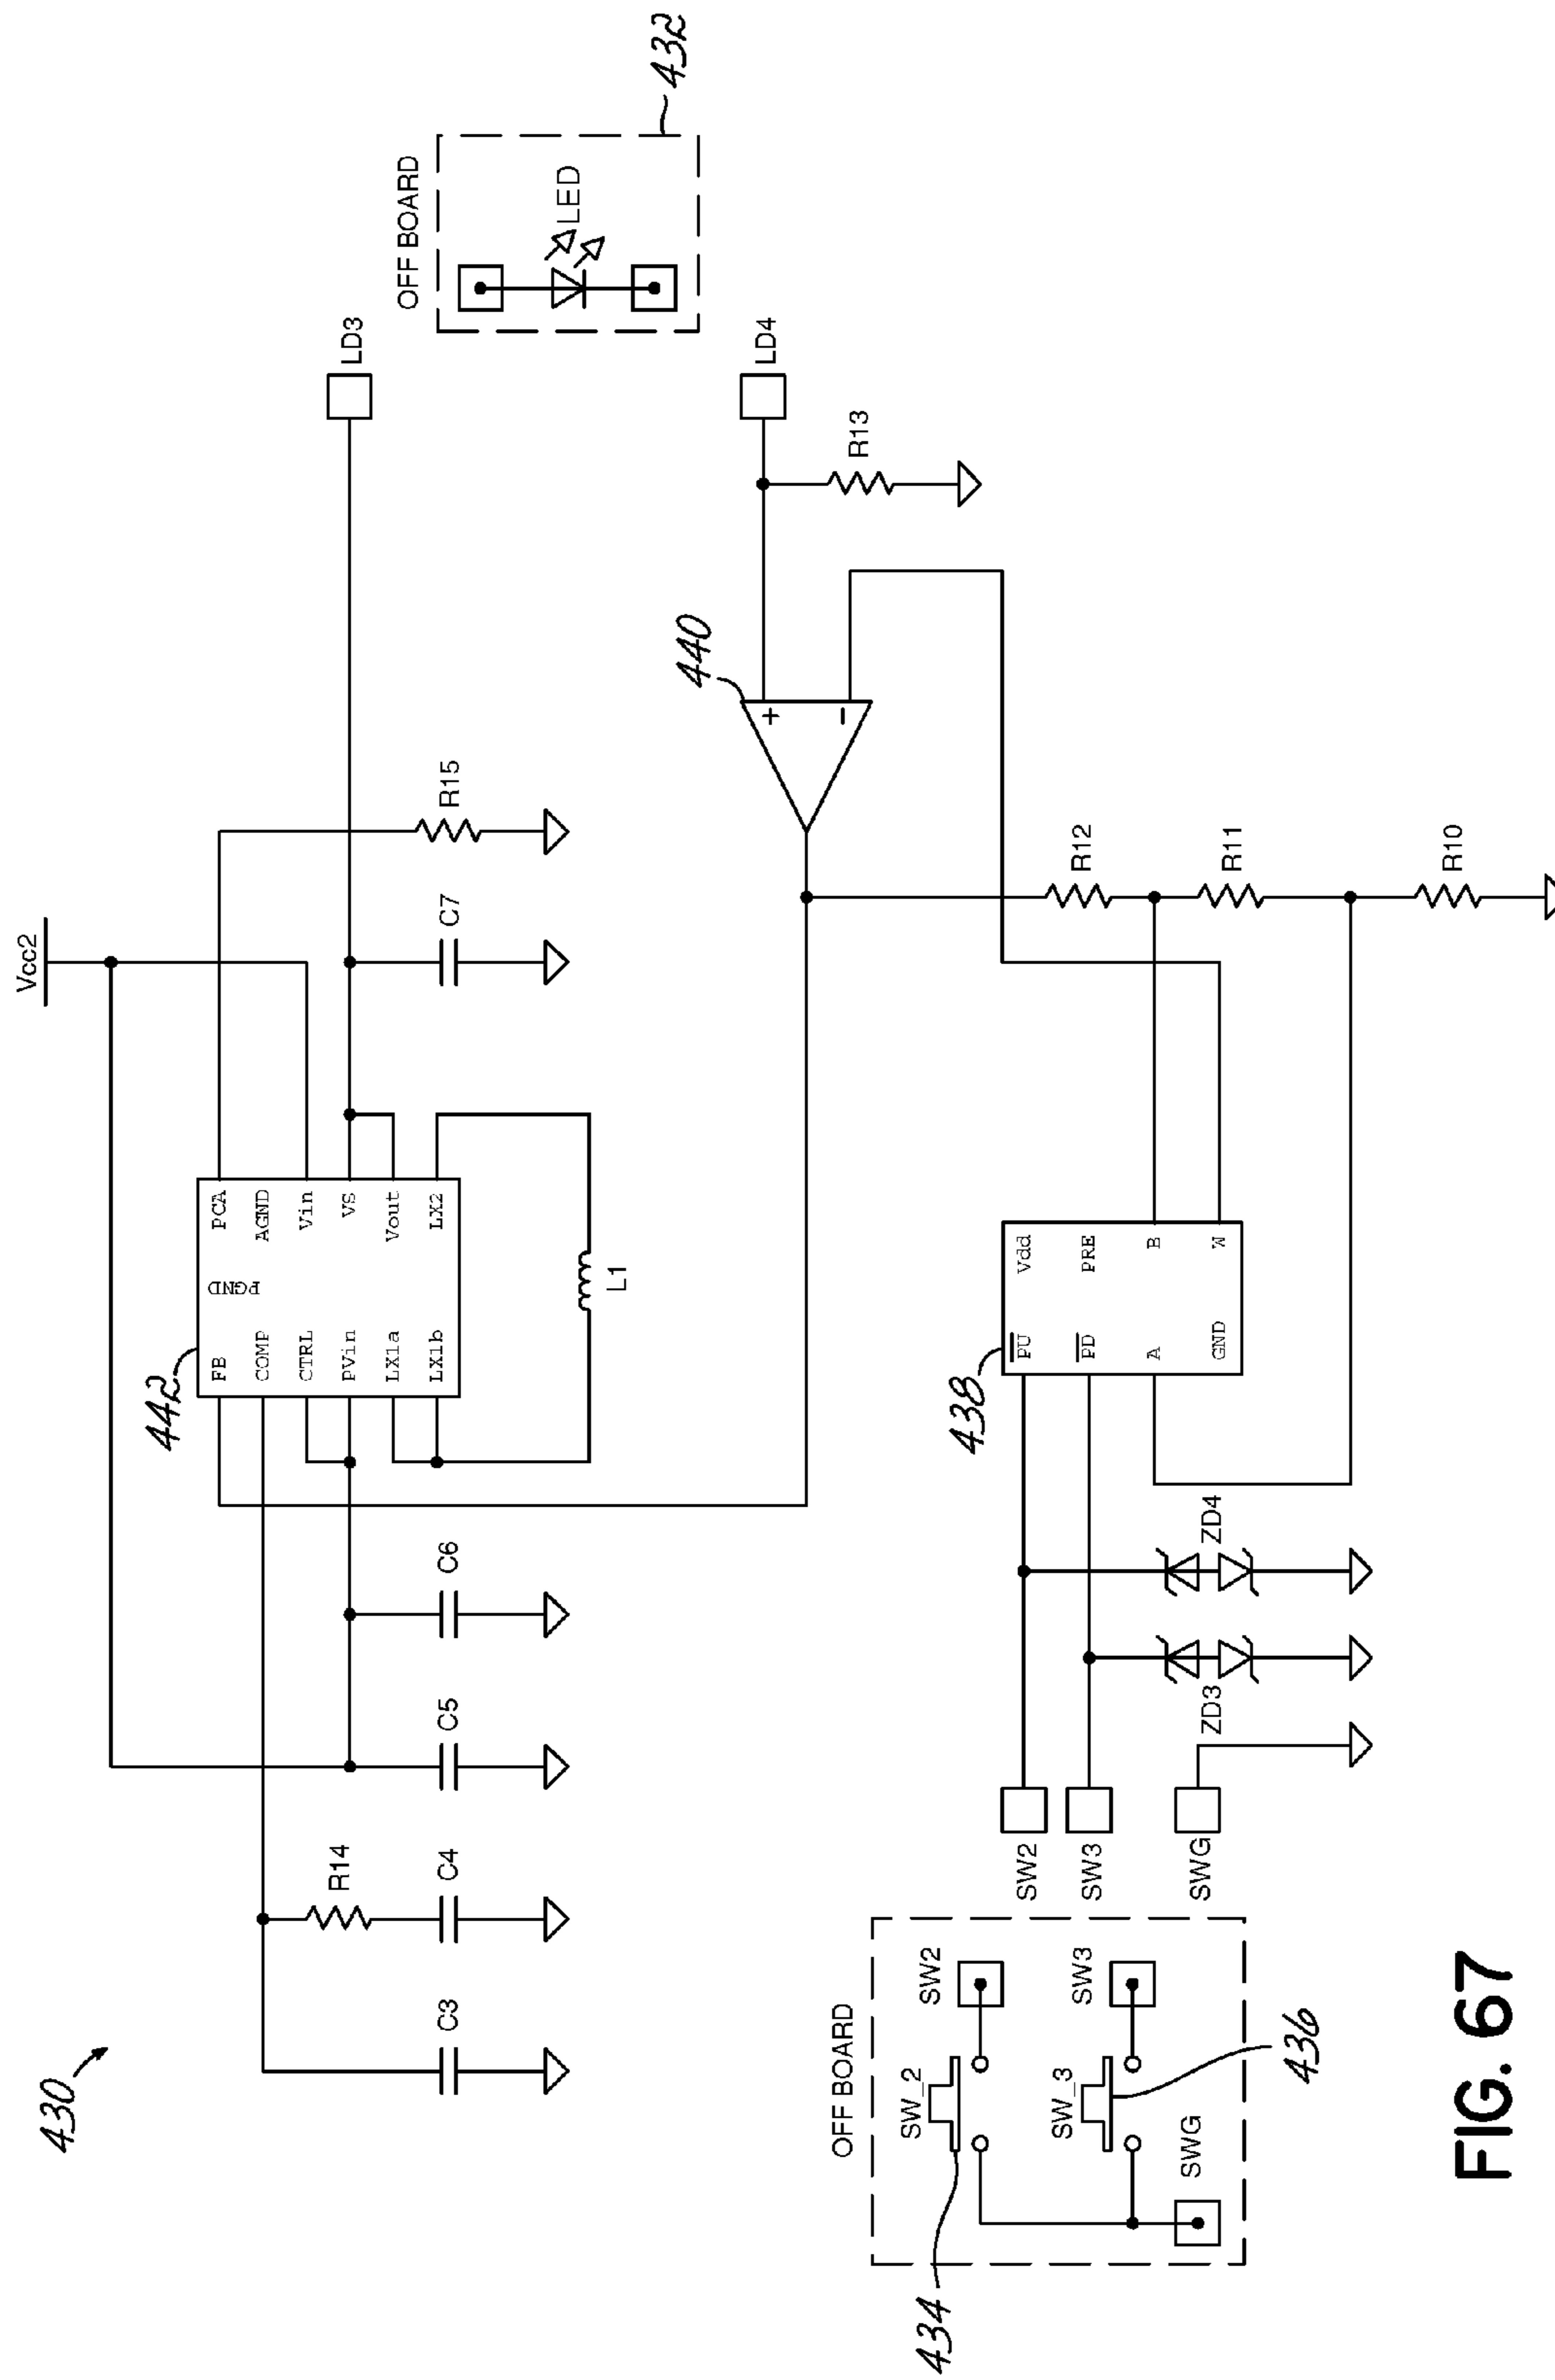 430
Vcc2
C3
R14
C4
C5
C6
442
FB
COMP
CTRL
PVin
LX1a
LX1b
PGND
PCA
AGND
Vin
VS
Vout
LX2
L1
C7
R15
LD3
OFF BOARD
LED
432
LD4
R13
440
+
-
R12
R11
R10
438
PU
PD
A
GND
Vdd
PRE
B
W
ZD4
ZD3
SW2
SW3
SWG
OFF BOARD
SW_2
SW2
SW_3
SW3
SWG
434
436
FIG. 67